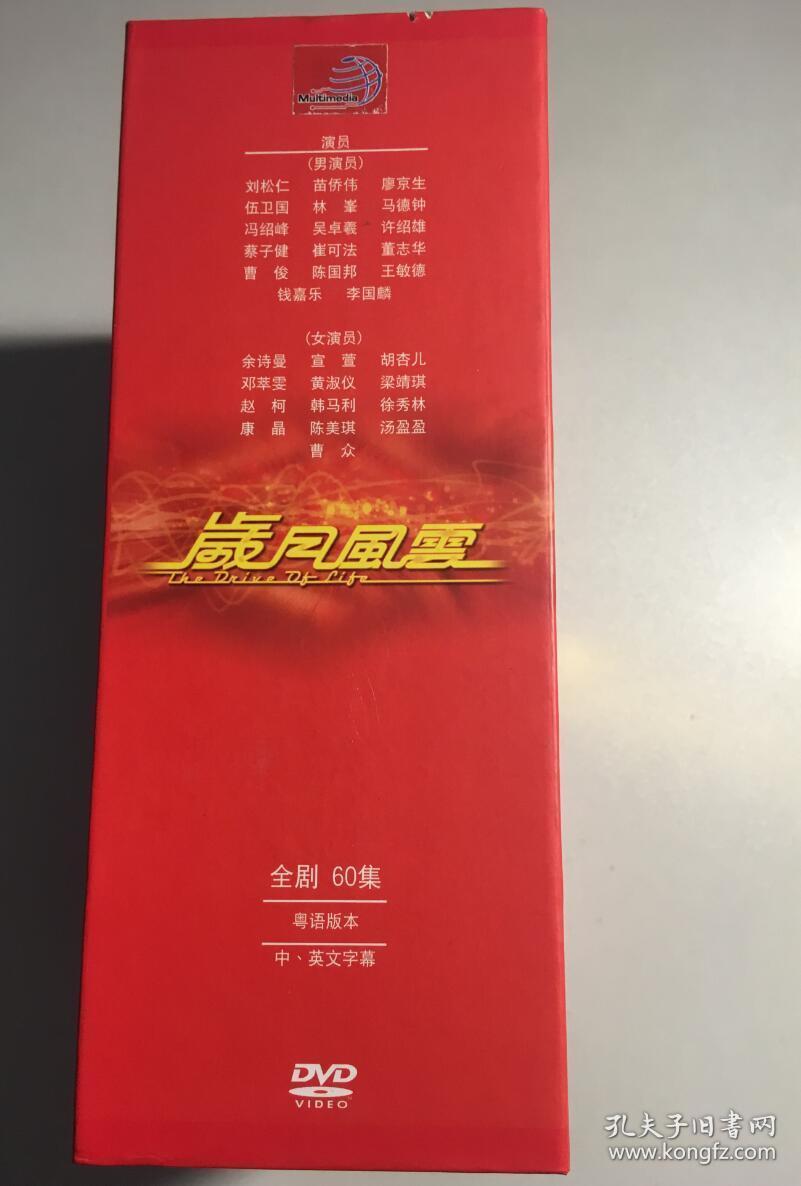 Multimedia
演员
(男演员)
刘松仁 苗侨伟 廖京生
伍卫国 林 峯 马德钟
冯绍峰 吴卓羲 许绍雄
蔡子健 崔可法 董志华
曹 俊 陈国邦 王敏德
钱嘉乐 李国麟
(女演员)
佘诗曼 宣 萱 胡杏儿
邓萃雯 黄淑仪 梁靖琪
赵 柯 韩马利 徐秀林
康 晶 陈美琪 汤盈盈
曹 众
歲月風雲
The Drive Of Life
全剧 60集
粤语版本
中、英文字幕
DVD
VIDEO
孔夫子旧书网
www.kongfz.com